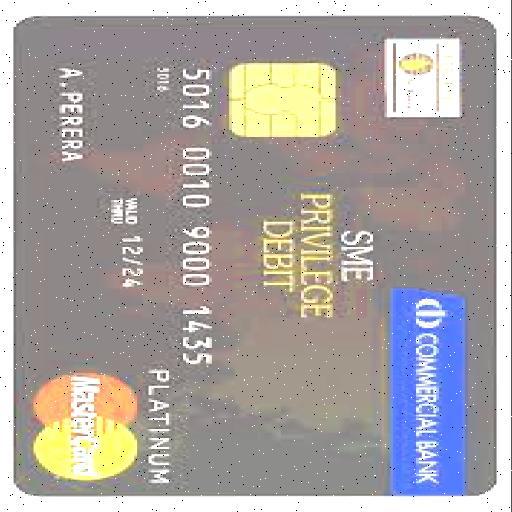 COMMERCIAL BANK
SME
PRIVILEGE
DEBIT
5016 0010 9000 1435
5016
PLATINUM
VALID
THRU 12/24
A.PERERA
MasterCard